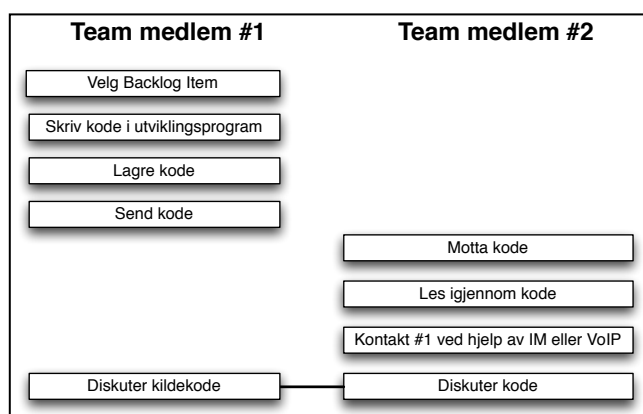 Team medlem #1
Team medlem #2
Velg Backlog Item
Skriv kode i utviklingsprogram
Lagre kode
Send kode
Motta kode
Les igjennom kode
Kontakt #1 ved hjelp av IM eller VoIP
Diskuter kildekode
Diskuter kode